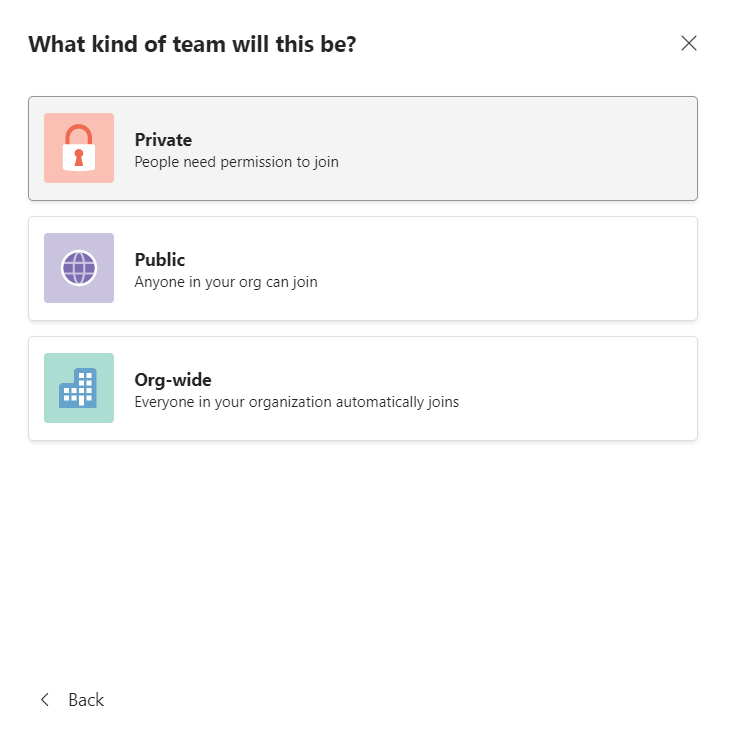 What kind of team will this be?
Private
People need permission to join
Public
Anyone in your org can join
Org-wide
Everyone in your organization automatically joins
Back